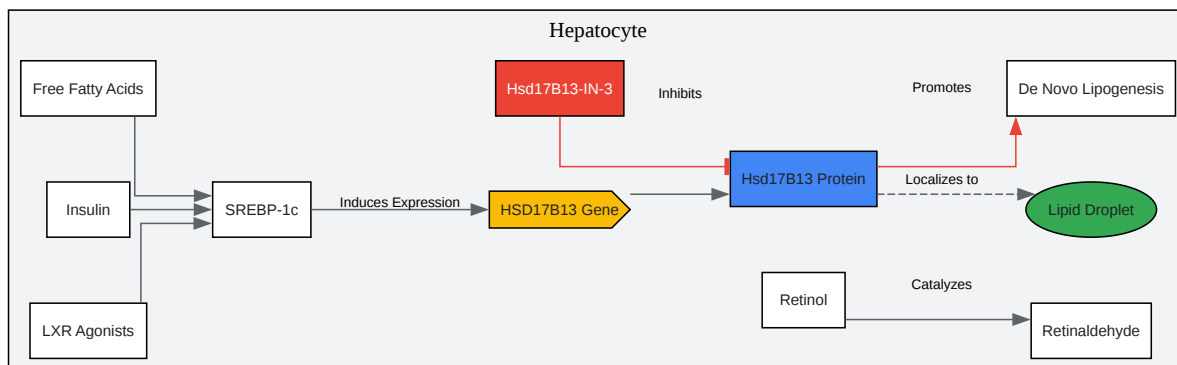 Hepatocyte
Free Fatty Acids
Hsd17B13-IN-3
Inhibits
Promotes
De Novo Lipogenesis
Insulin
SREBP-1c
Induces Expression
HSD17B13 Gene
Hsd17B13 Protein
Localizes to
Lipid Droplet
LXR Agonists
Retinol
Catalyzes
Retinaldehyde